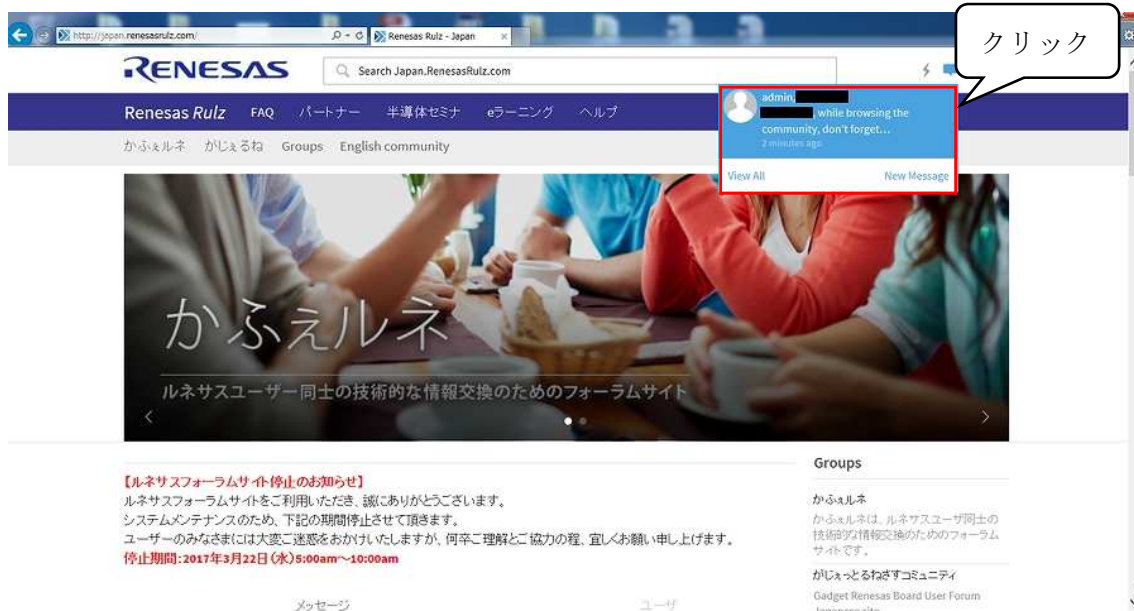 クリック
http://japan.renesasrulz.com/
Renesas Rulz - Japan
RENESAS
Search Japan.RenesasRulz.com
Renesas Rulz FAQ パートナー 半導体セミナ eラーニング ヘルプ
admin,
, while browsing the
community, don't forget...
2 minutes ago
View All New Message
かふぇルネ がじぇるね Groups English community
かふぇルネ
ルネサスユーザー同士の技術的な情報交換のためのフォーラムサイト
【ルネサスフォーラムサイト停止のお知らせ】
ルネサスフォーラムサイトをご利用いただき、誠にありがとうございます。
システムメンテナンスのため、下記の期間停止させて頂きます。
ユーザーのみなさまには大変ご迷惑をおかけいたしますが、何卒ご理解とご協力の程、宜しくお願い申し上げます。
停止期間:2017年3月22日(水)5:00am～10:00am
メッセージ ユーザ
Groups
かふぇルネ
かふぇルネは、ルネサスユーザ同士の
技術的な情報交換のためのフォーラム
サイトです。
がじぇっとるねさすコミュニティ
Gadget Renesas Board User Forum
Japanese site